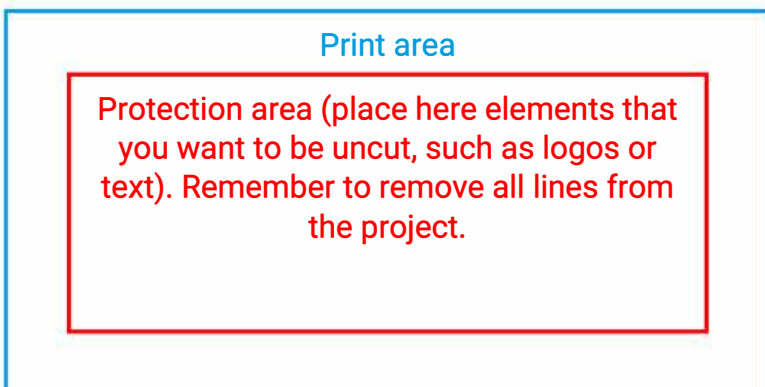 Print area
Protection area (place here elements that
you want to be uncut, such as logos or
text). Remember to remove all lines from
the project.